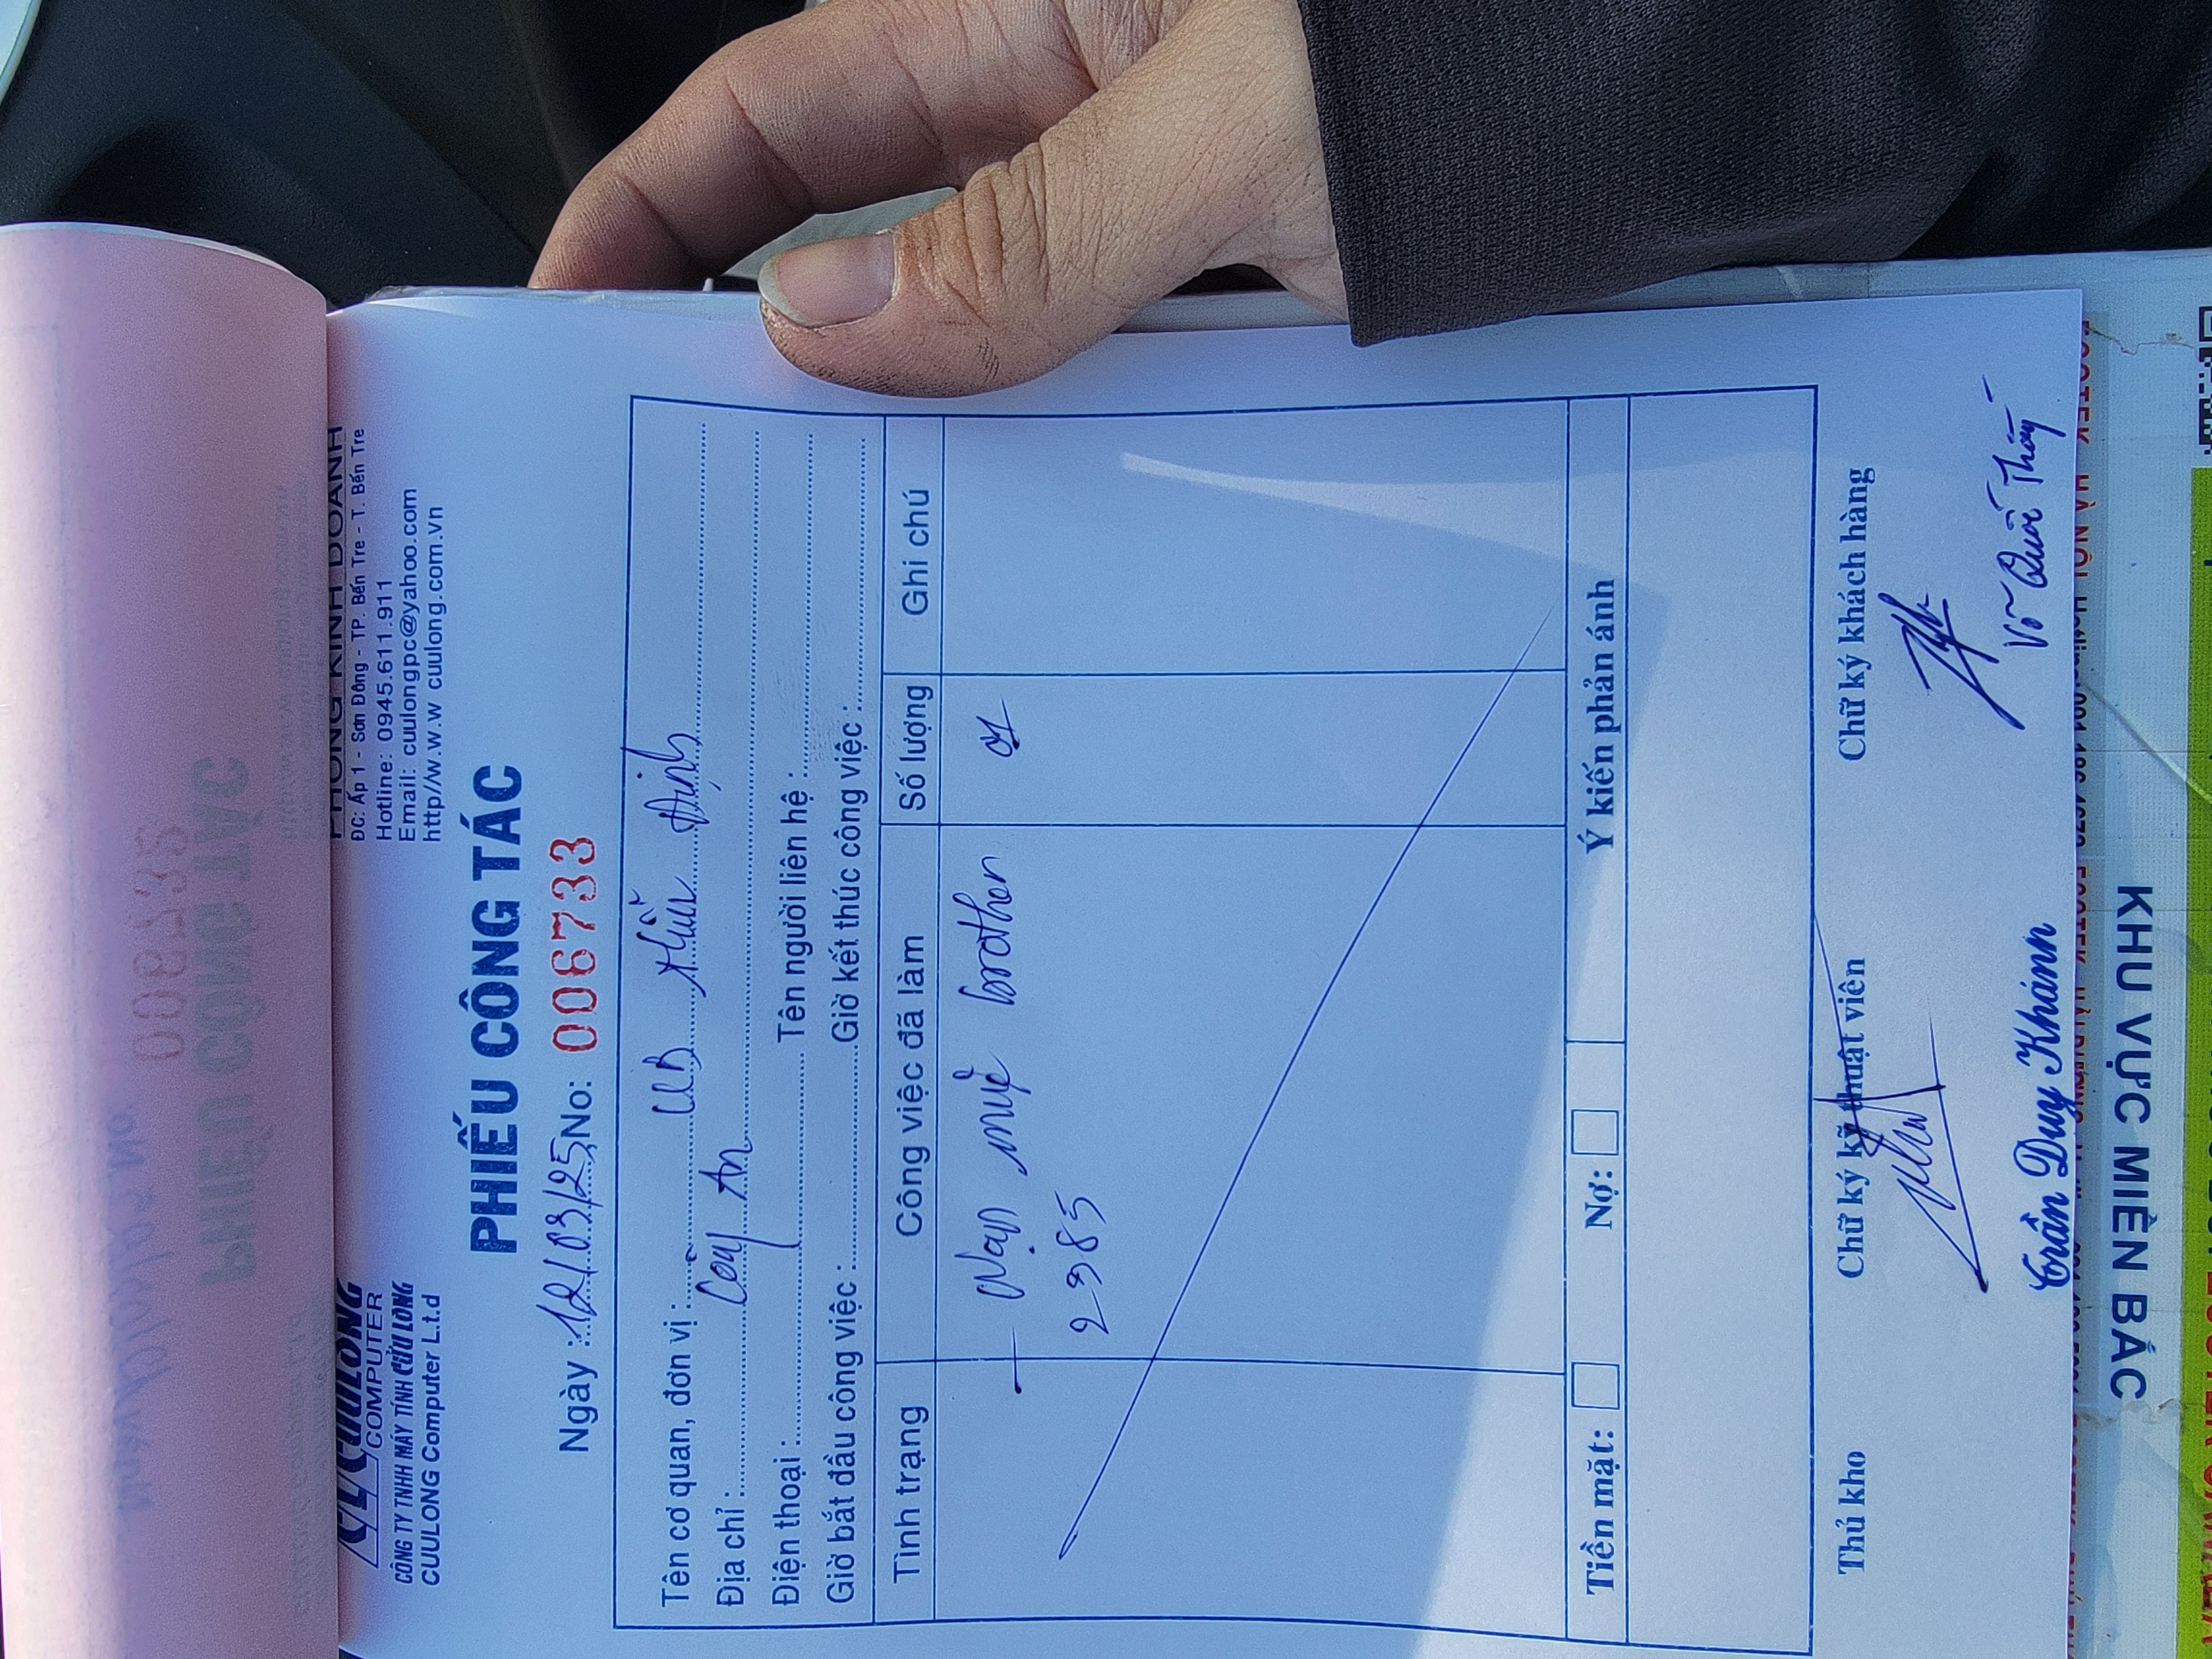 CUULONG
COMPUTER
CÔNG TY TNHH MÁY TÍNH CỬU LONG
CUULONG Computer L.t.d
PHÒNG KINH DOANH
ĐC: Ấp 1 - Sơn Đông - TP. Bến Tre - T. Bến Tre
Hotline: 0945.611.911
Email: cuulongpc@yahoo.com
http//w.w.w cuulong.com.vn
PHIẾU CÔNG TÁC
Ngày : 12/03/25 No: 006733
Tên cơ quan, đơn vị : UB
Địa chỉ :
Điện thoại : Tên người liên hệ :
Giờ bắt đầu công việc : Giờ kết thúc công việc :
Tình trạng Công việc đã làm Số lượng Ghi chú
- Nạp mực brother 01
2385
Tiền mặt: Nợ: Ý kiến phản ánh
Thủ kho Chữ ký kỹ thuật viên Chữ ký khách hàng
Trần Duy Khánh Võ Quốc
KHU VỰC MIỀN BẮC